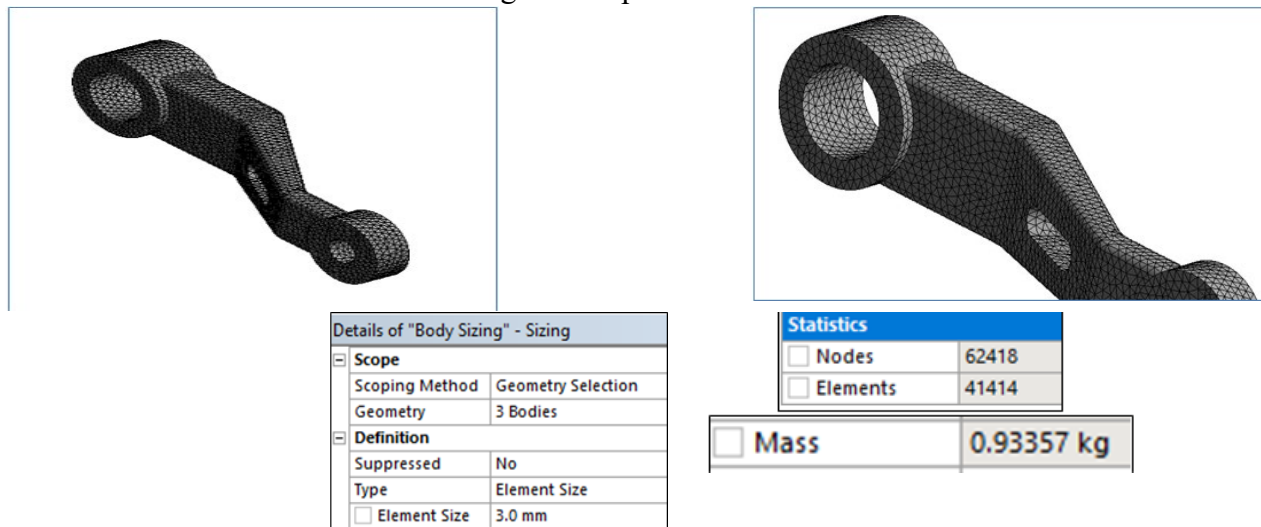 Details of "Body Sizing" - Sizing
Scope
Scoping Method Geometry Selection
Geometry 3 Bodies
Definition
Suppressed No
Type Element Size
Element Size 3.0 mm
Statistics
Nodes 62418
Elements 41414
Mass 0.93357 kg